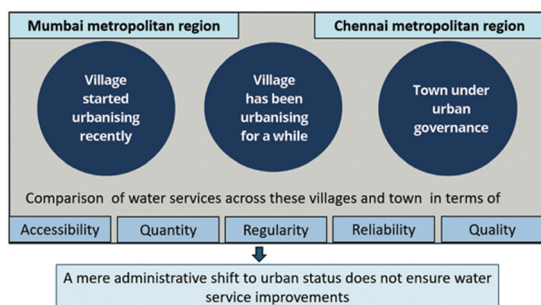 Mumbai metropolitan region
Chennai metropolitan region
Village
started
urbanising
recently
Village
has been
urbanising
for a while
Town under
urban
governance
Comparison of water services across these villages and town in terms of
Accessibility
Quantity
Regularity
Reliability
Quality
A mere administrative shift to urban status does not ensure water
service improvements